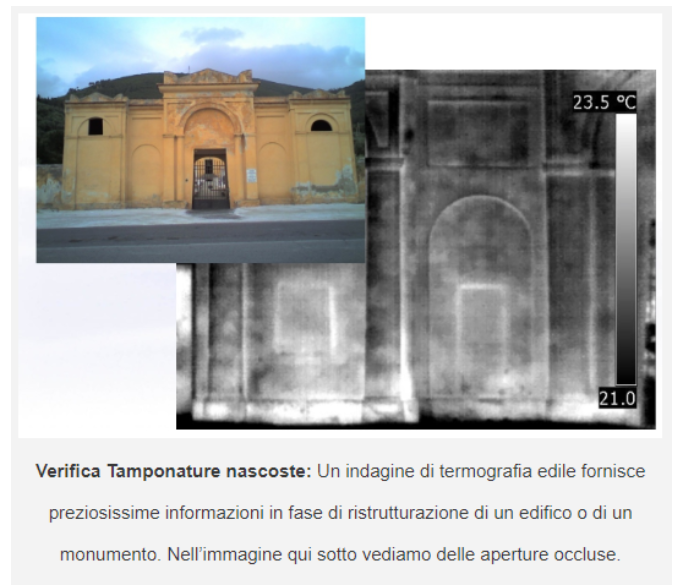 23.5 °C
21.0
Verifica Tamponature nascoste: Un indagine di termografia edile fornisce
preziosissime informazioni in fase di ristrutturazione di un edifico o di un
monumento. Nell'immagine qui sotto vediamo delle aperture occluse.